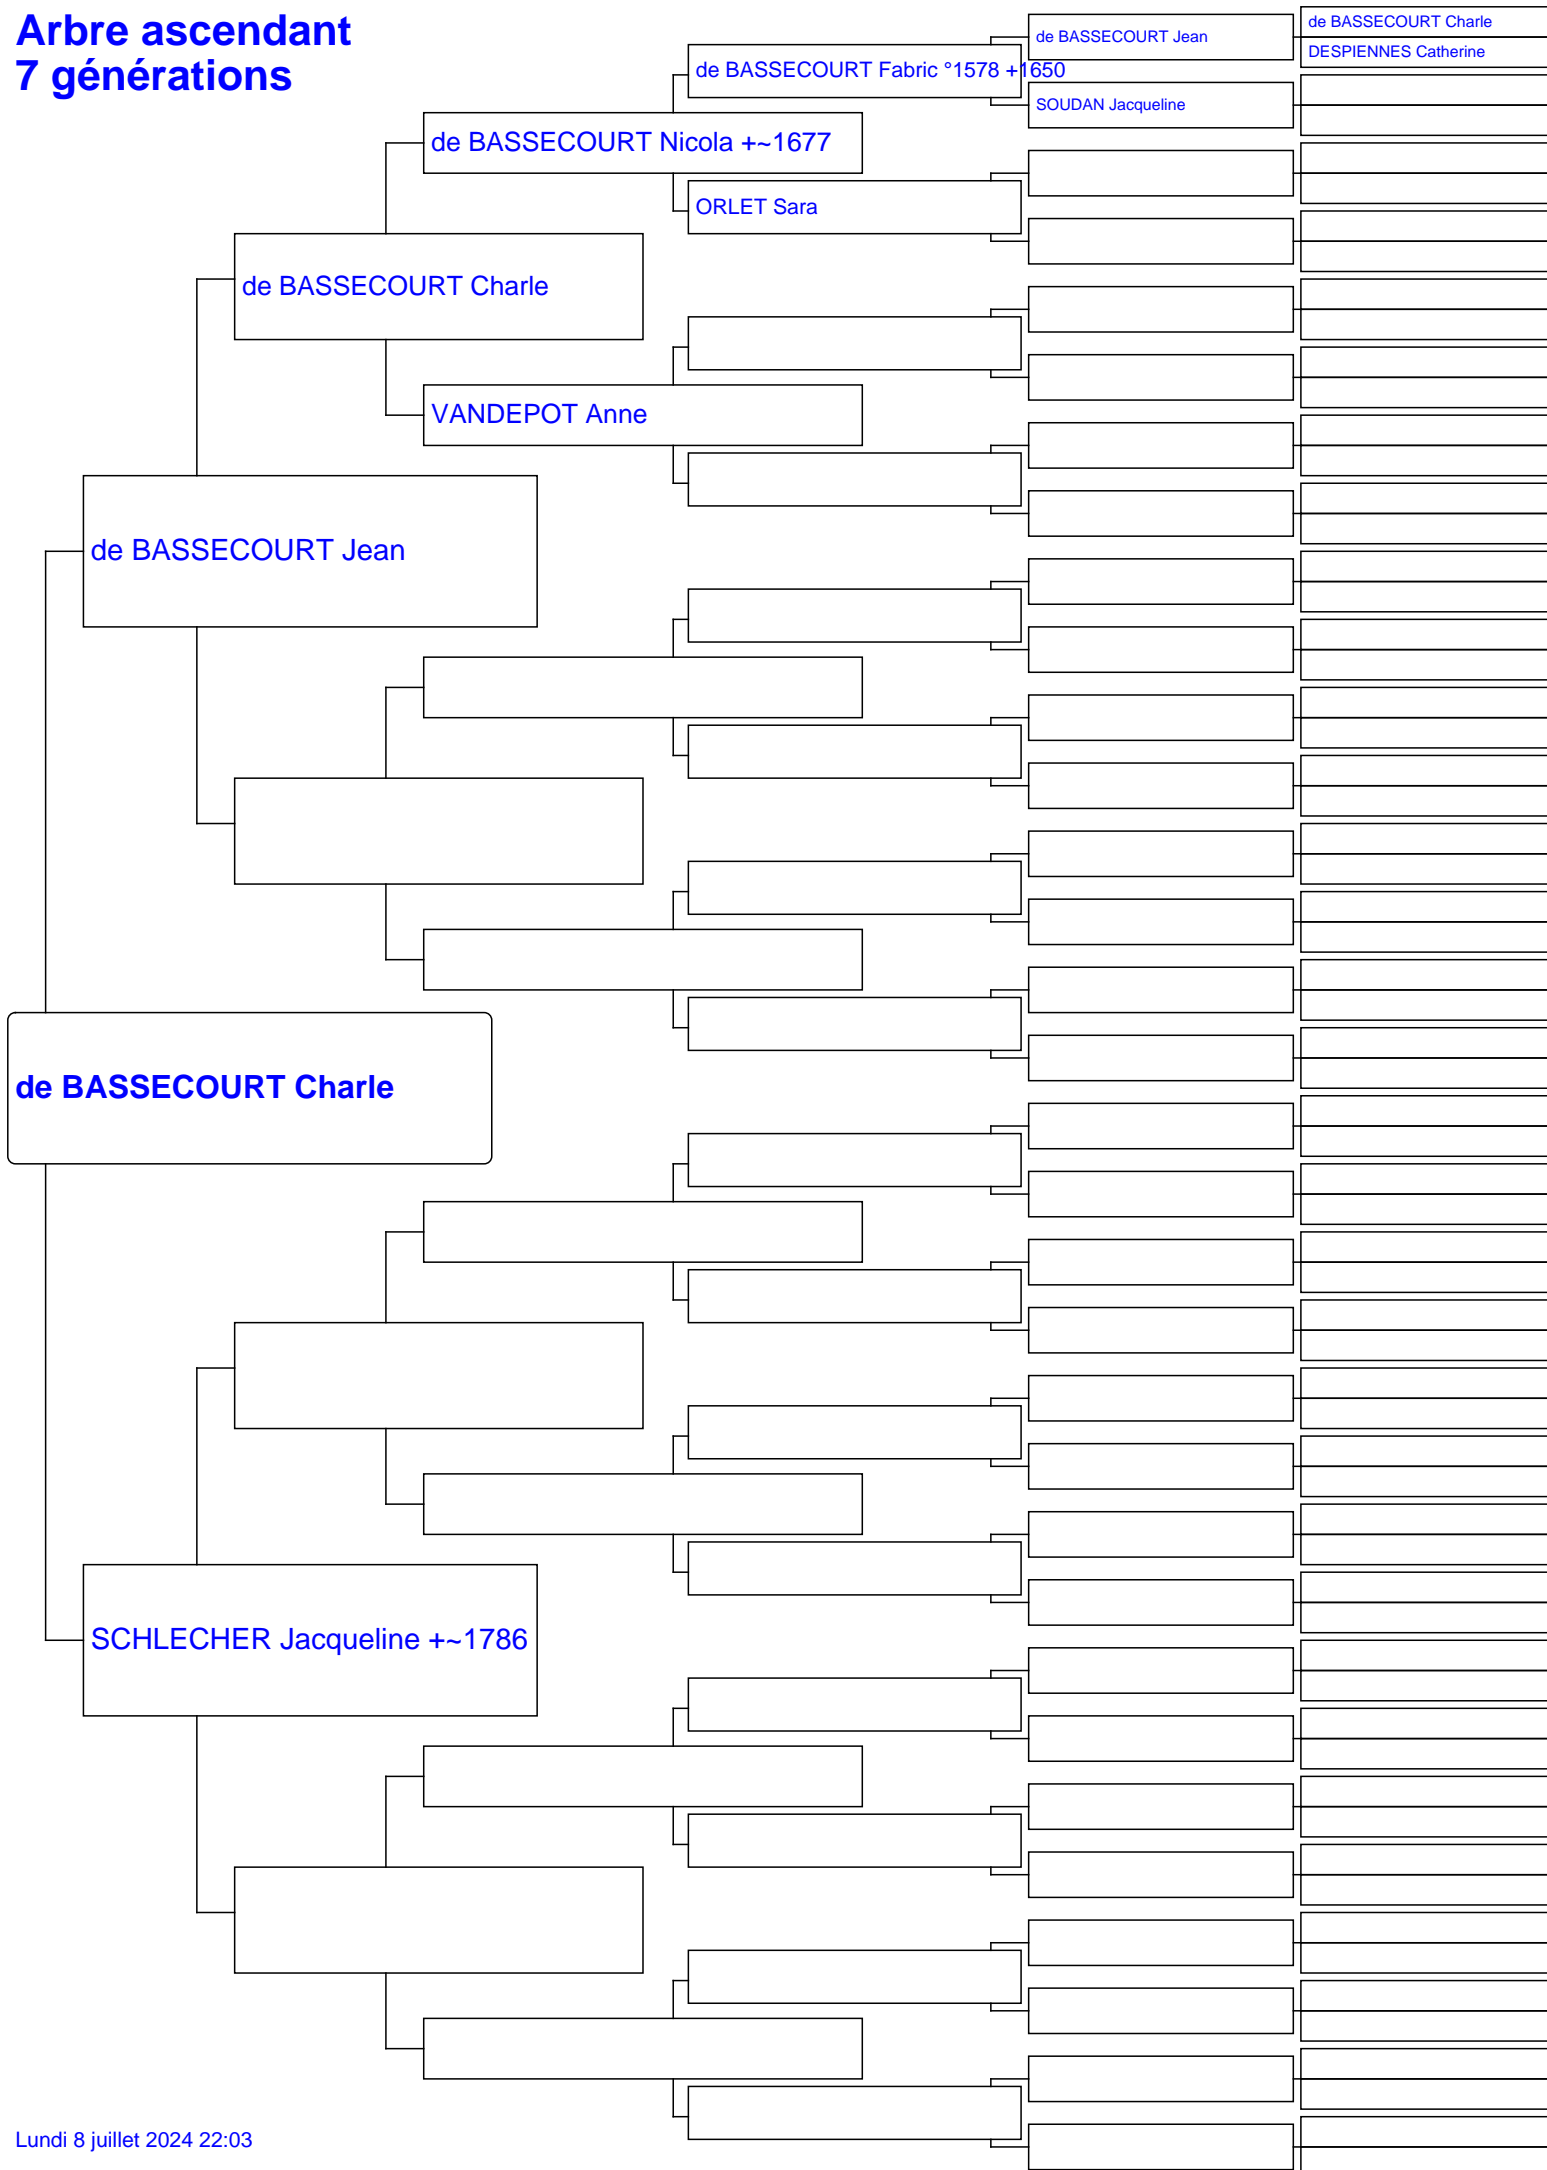 Arbre ascendant
7 générations
de BASSECOURT Charle
DESPIENNES Catherine
de BASSECOURT Jean
de BASSECOURT Fabric °1578 +1650
SOUDAN Jacqueline
de BASSECOURT Nicola +~1677
ORLET Sara
de BASSECOURT Charle
VANDEPOT Anne
de BASSECOURT Jean
de BASSECOURT Charle
SCHLECHER Jacqueline +~1786
Lundi 8 juillet 2024 22:03